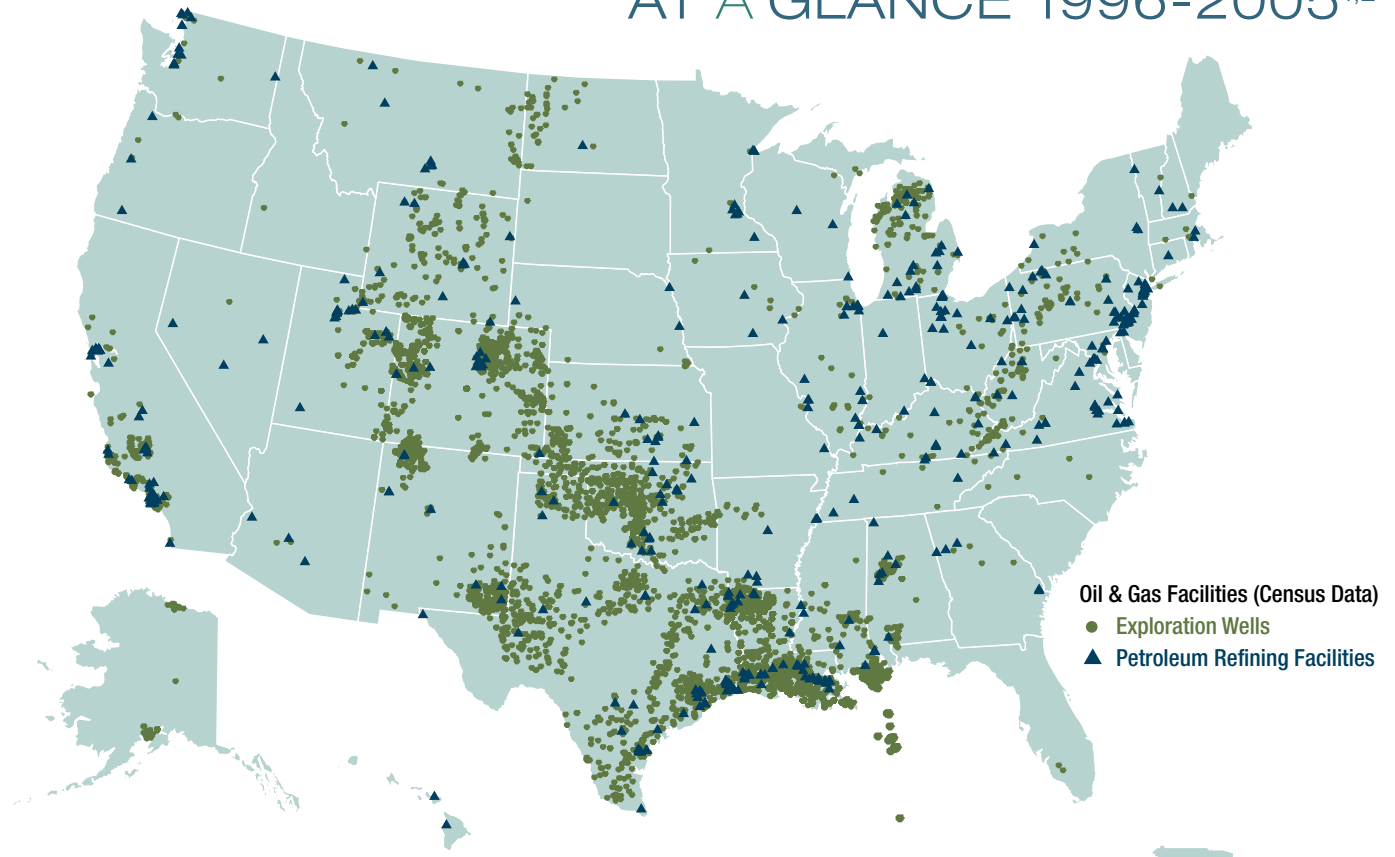 AT A GLANCE 1996-2005
Oil & Gas Facilities (Census Data)
Exploration Wells
Petroleum Refining Facilities